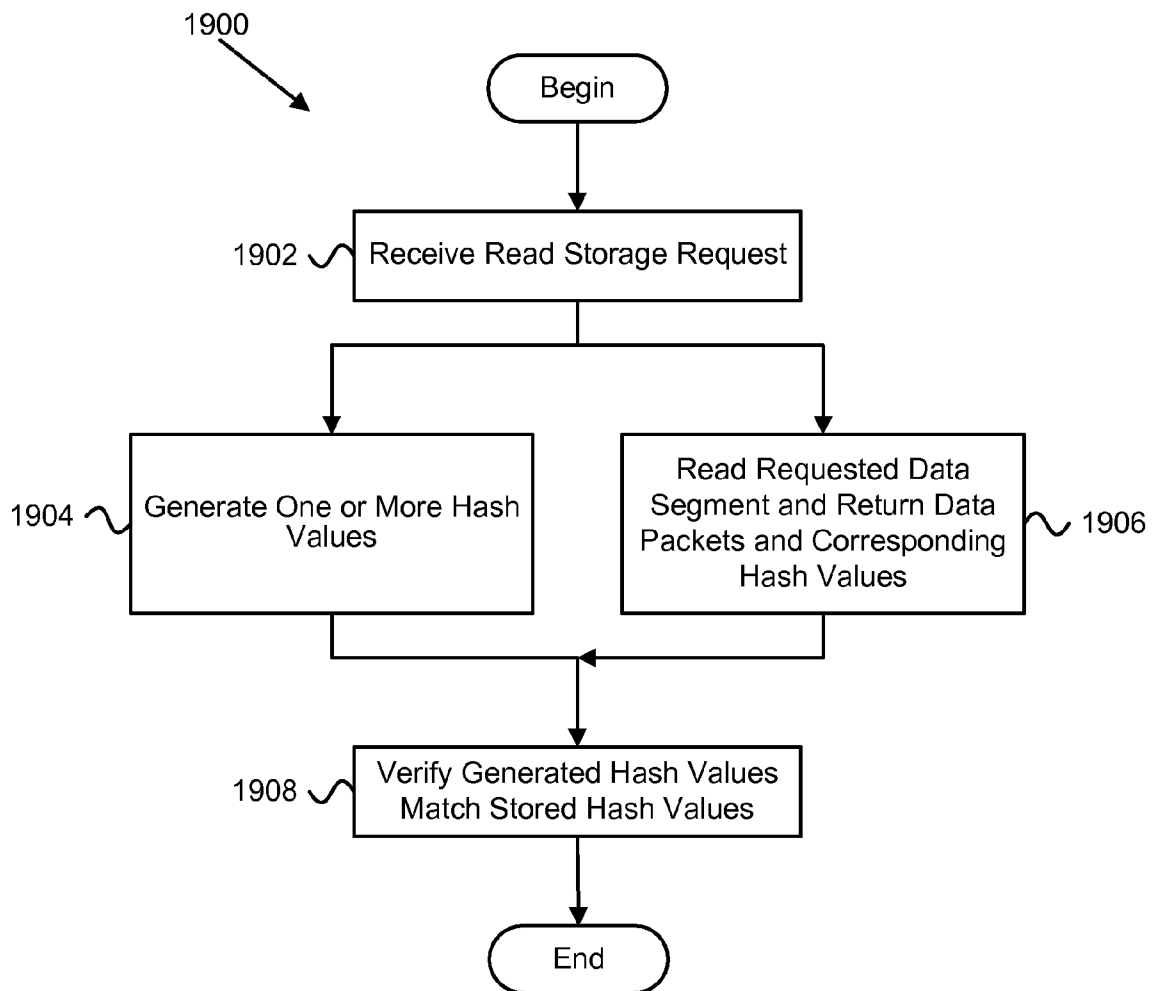 1900
Begin
1902
Receive Read Storage Request
1904
Generate One or More Hash
Values
Read Requested Data
Segment and Return Data
Packets and Corresponding
Hash Values
1906
1908
Verify Generated Hash Values
Match Stored Hash Values
End